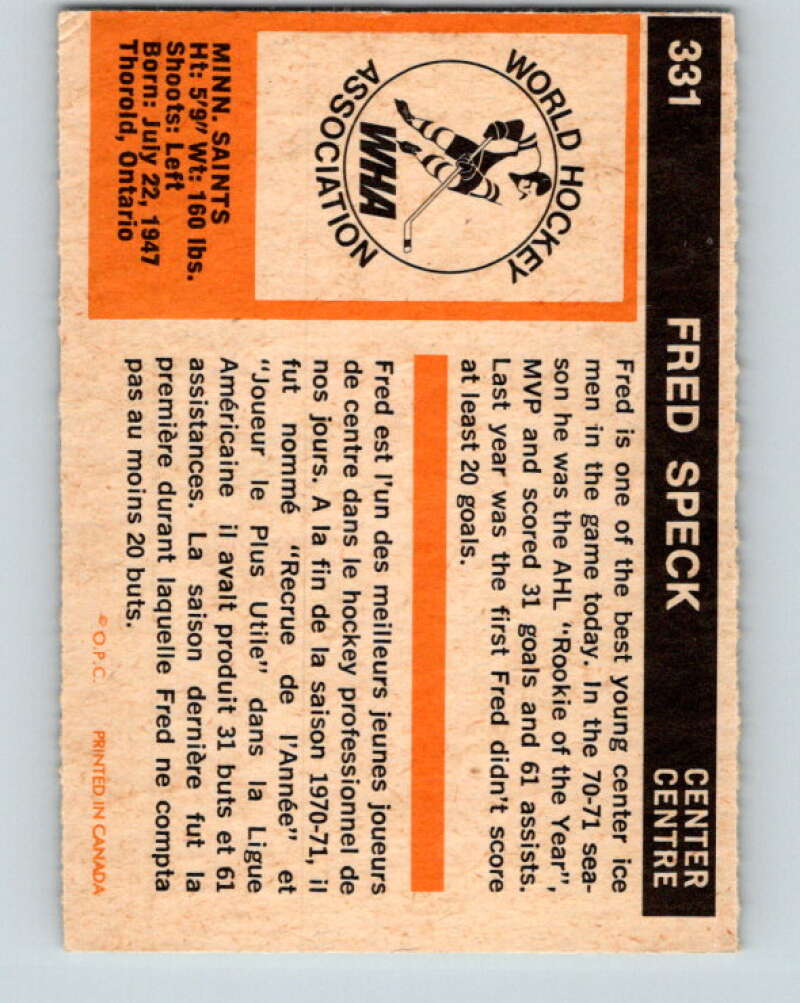 331 FRED SPECK CENTER
CENTRE
WORLD HOCKEY
ASSOCIATION
WHA
MINN. SAINTS
Ht: 5'9" Wt: 160 lbs.
Shoots: Left
Born: July 22, 1947
Thorold, Ontario
Fred is one of the best young center ice
men in the game today. In the 70-71 sea-
son he was the AHL "Rookie of the Year",
MVP and scored 31 goals and 61 assists.
Last year was the first Fred didn't score
at least 20 goals.
Fred est l'un des meilleurs jeunes joueurs
de centre dans le hockey professionnel de
nos jours. A la fin de la saison 1970-71, il
fut nommé "Recrue de l'Année" et
"Joueur le Plus Utile" dans la Ligue
Américaine il avait produit 31 buts et 61
assistances. La saison dernière fut la
première durant laquelle Fred ne compta
pas au moins 20 buts.
© O.P.C. PRINTED IN CANADA